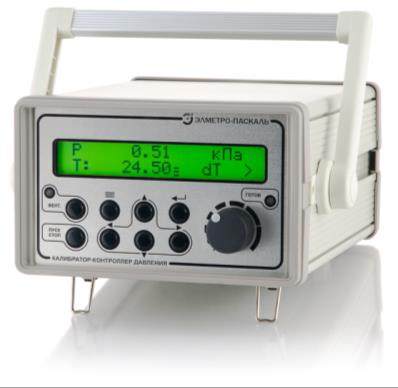 ЭЛМЕТРО-ПАСКАЛЬ
P 0.51 кПа
T: 24.50 dT >
ВЕНТ.
ГОТОВ
ПУСК
СТОП
КАЛИБРАТОР-КОНТРОЛЛЕР ДАВЛЕНИЯ